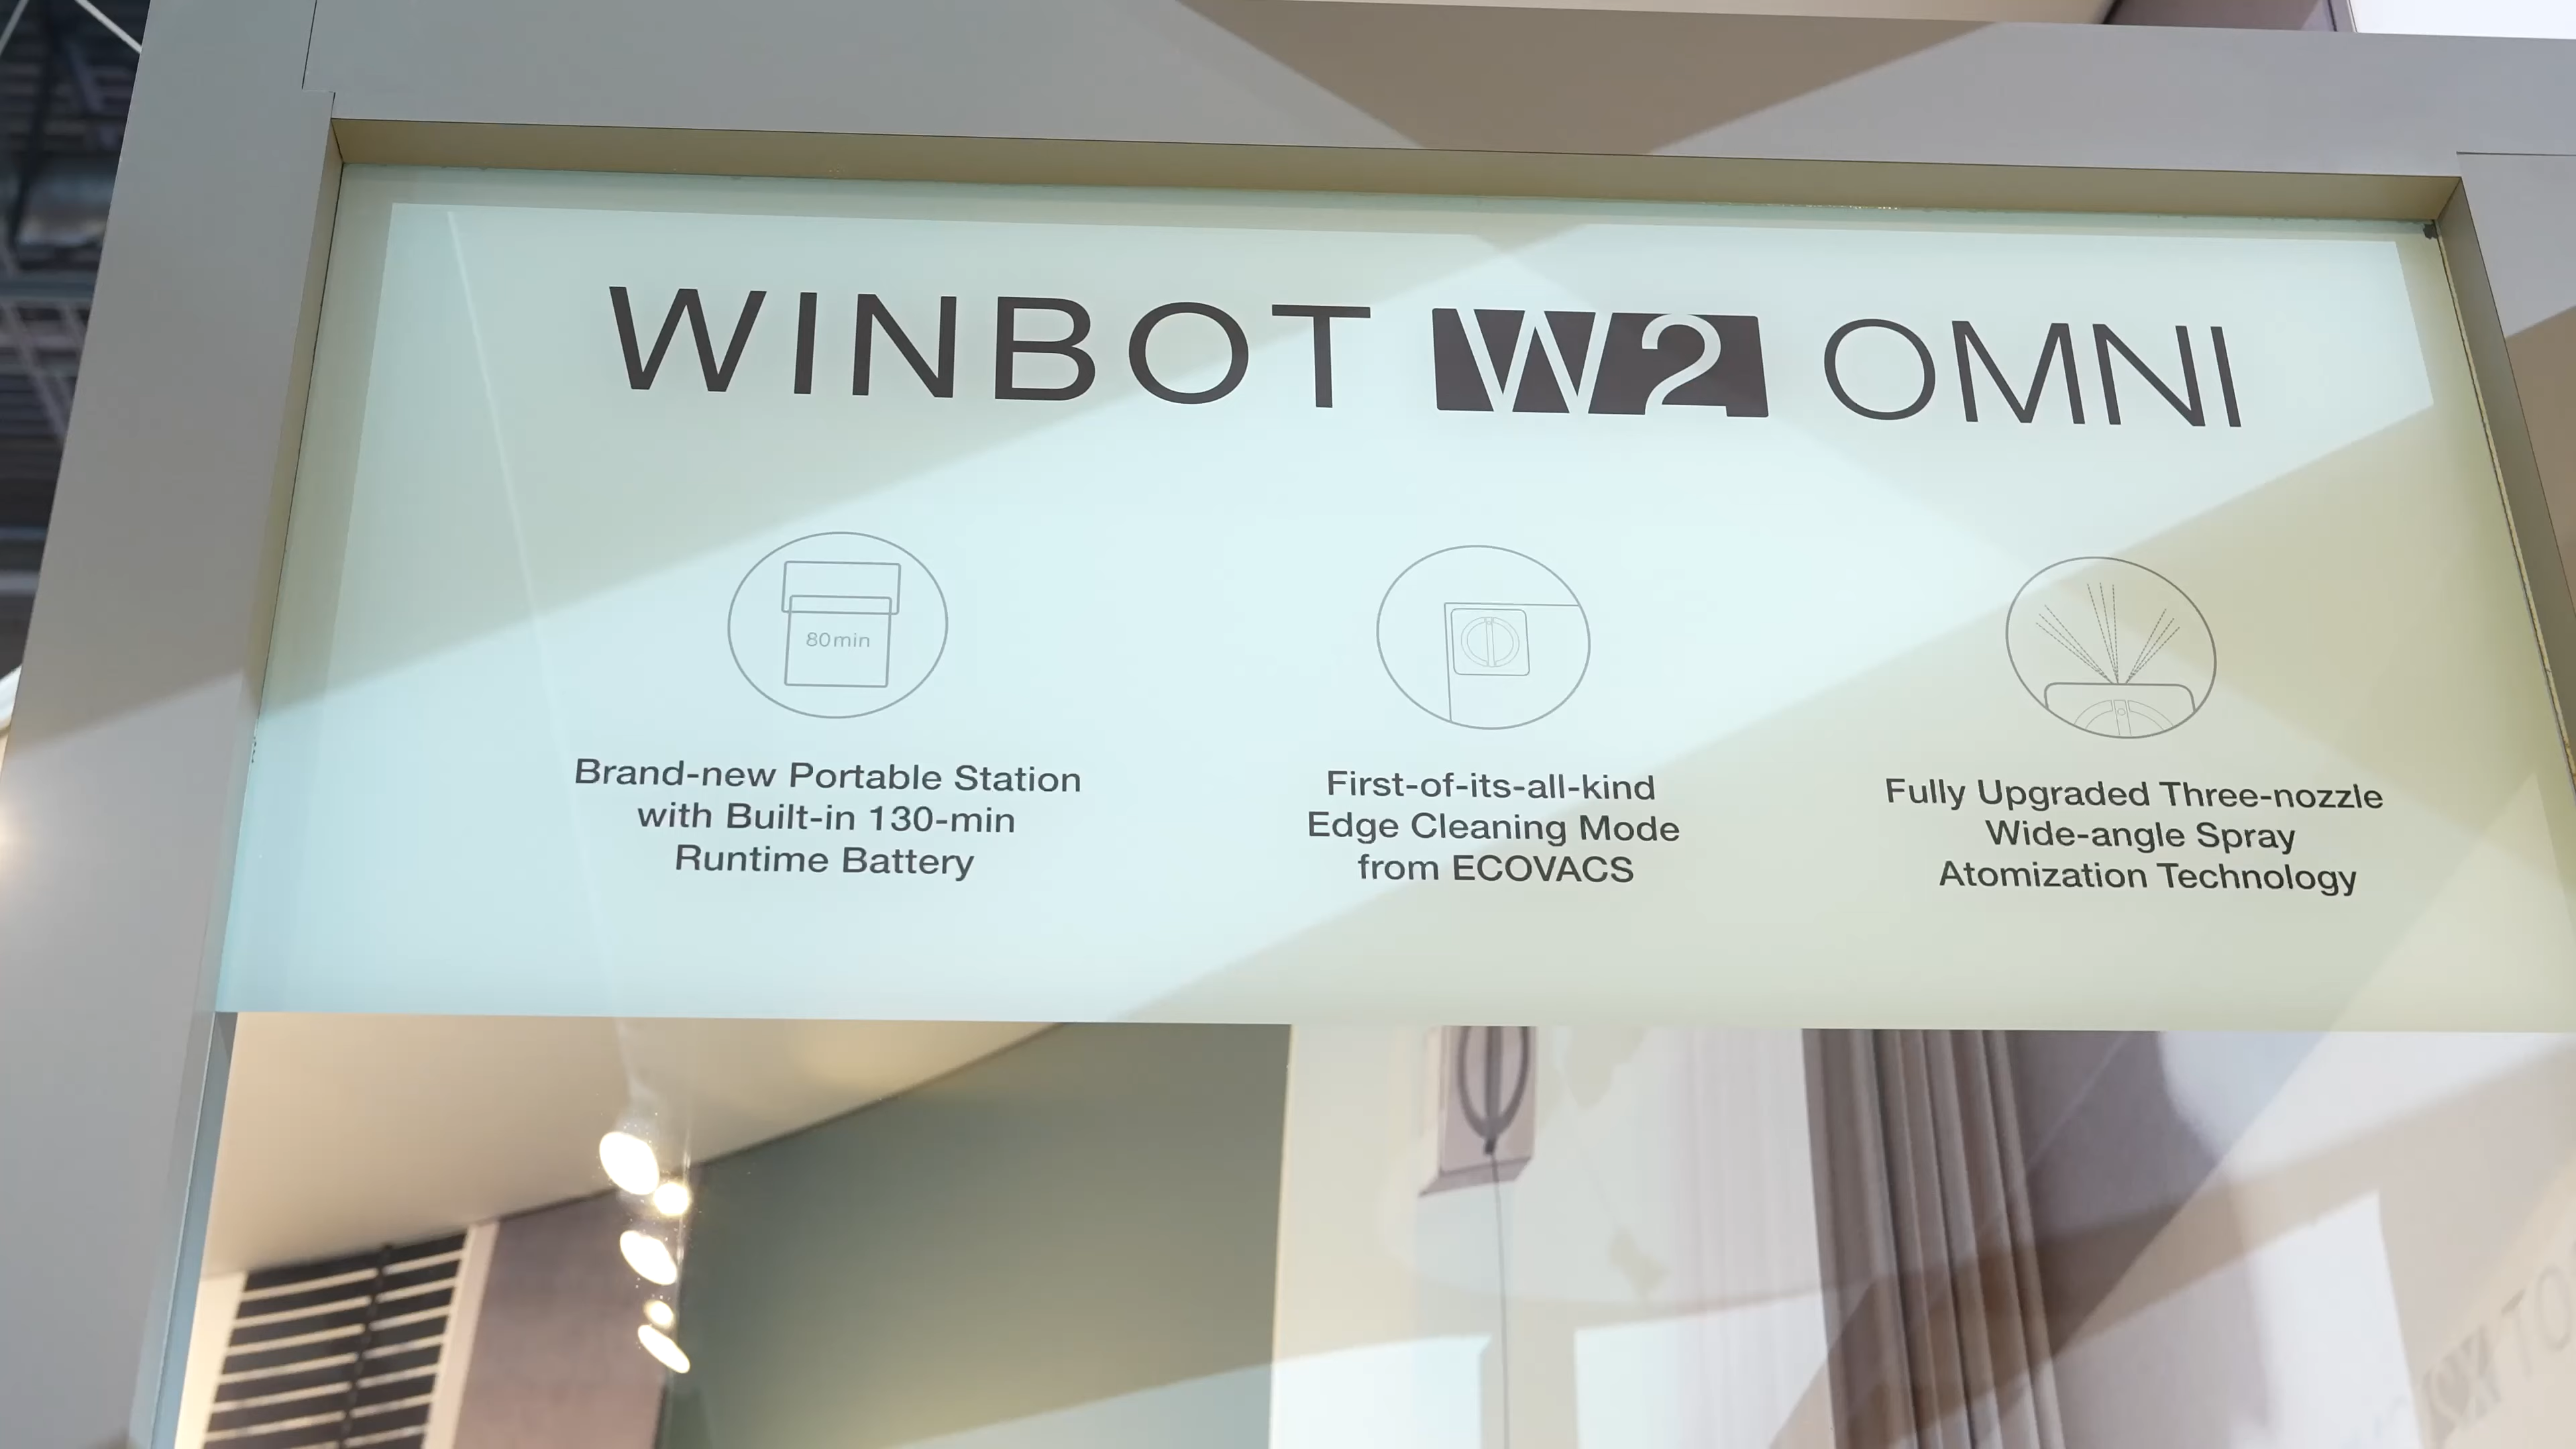 WINBOT W2 OMNI
80min
Brand-new Portable Station
with Built-in 130-min
Runtime Battery
First-of-its-all-kind
Edge Cleaning Mode
from ECOVACS
Fully Upgraded Three-nozzle
Wide-angle Spray
Atomization Technology